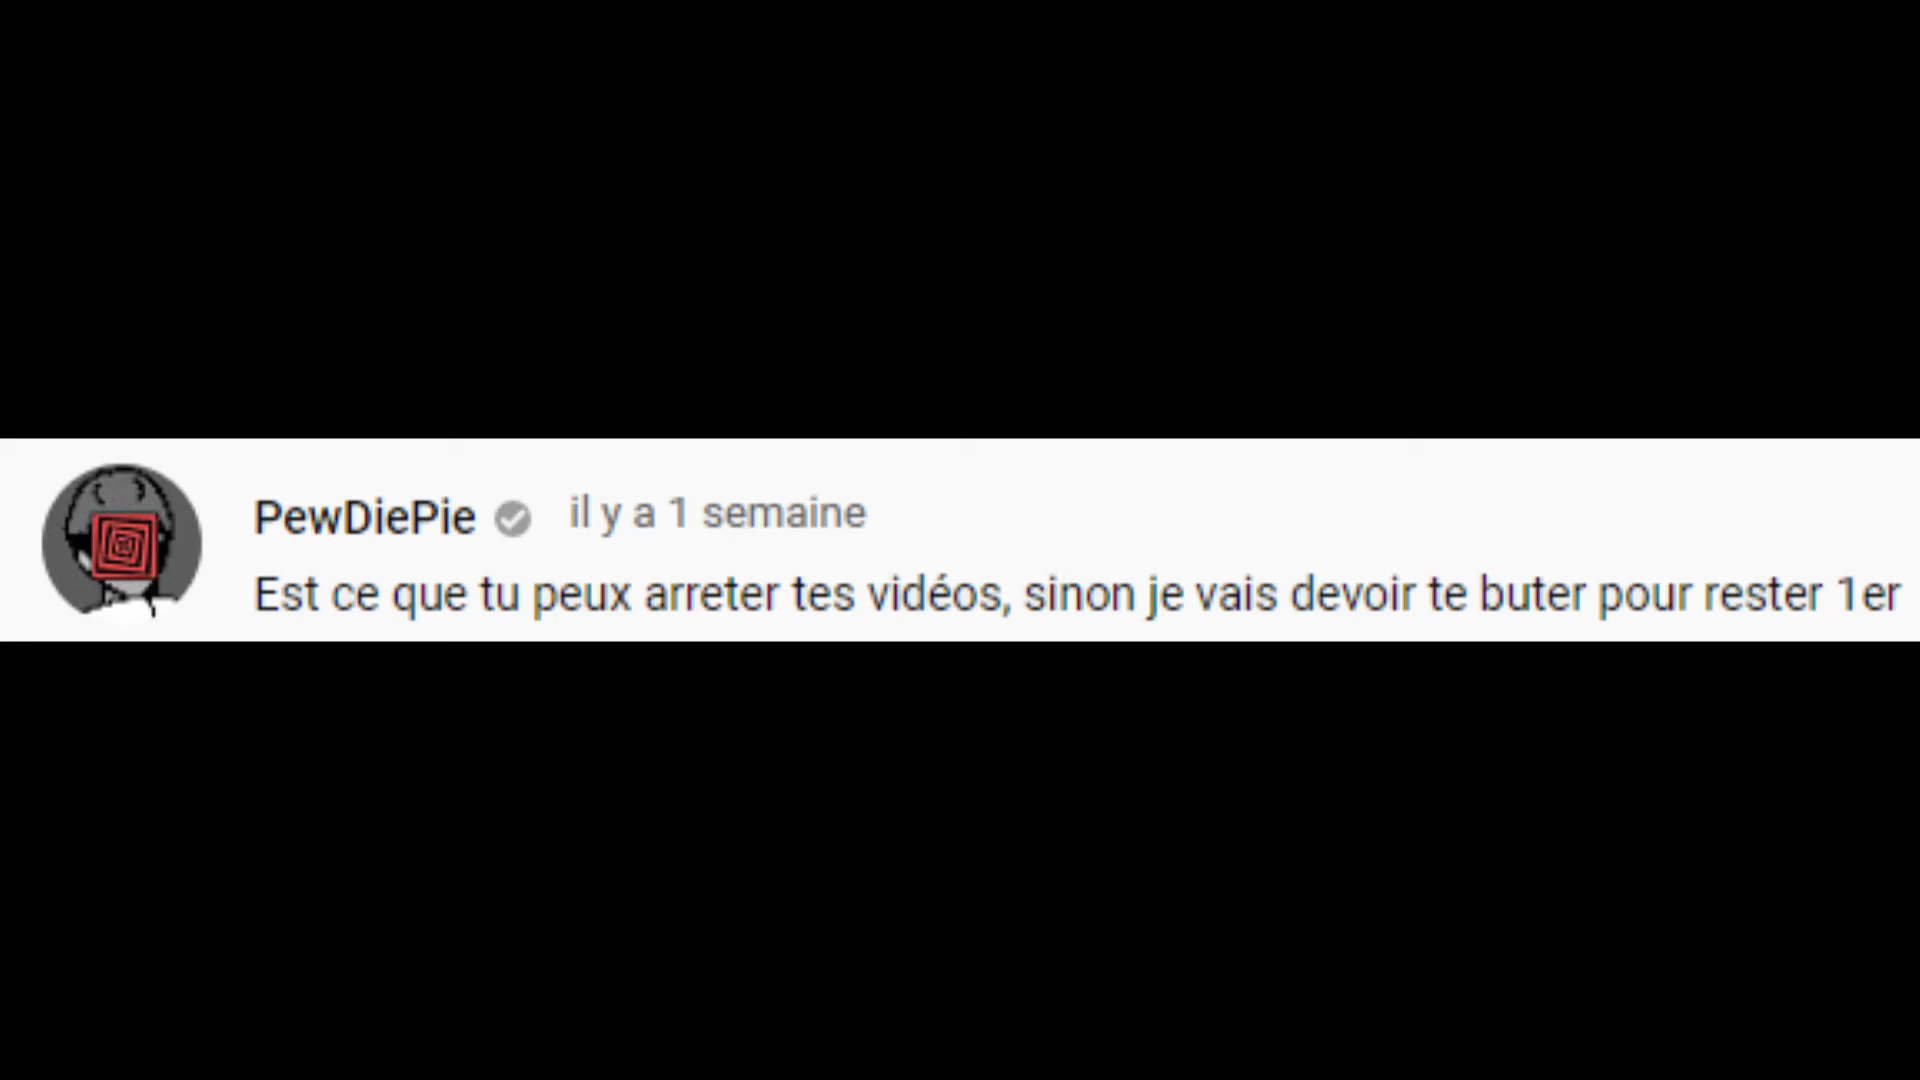 PewDiePie il y a 1 semaine
Est ce que tu peux arreter tes vidéos, sinon je vais devoir te buter pour rester 1er